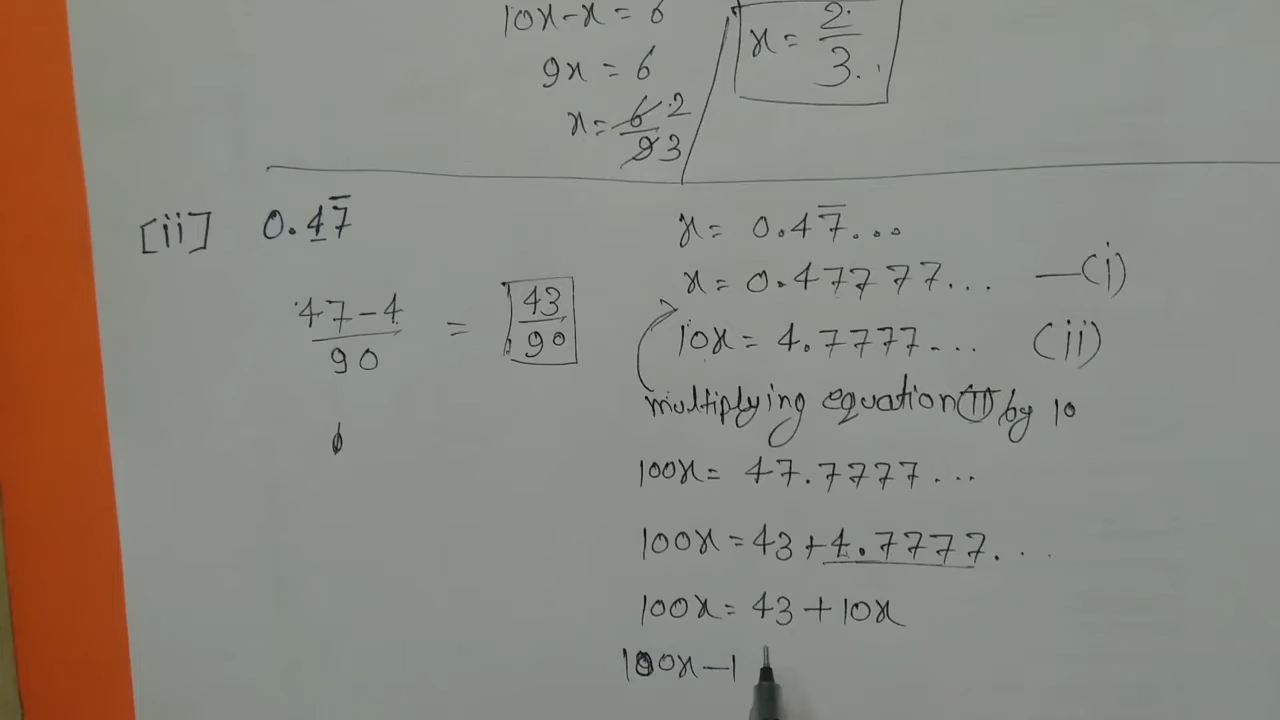 10x-x = 6
9x = 6
x = 6/9 2/3
x = 2/3
[ii] 0.47̅
47-4/90 = 43/90
x = 0.47̅...
x = 0.47777... —(i)
10x = 4.7777... (ii)
multiplying equation (II) by 10
100x = 47.7777...
100x = 43+4.7777...
100x = 43+10x
100x-1